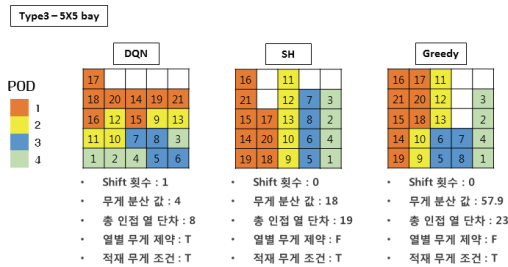 Type3 – 5X5 bay
DQN
SH
Greedy
POD
1
2
3
4
17
18 20 14 19 21
16 12 15 9 13
11 10 7 8 3
1 2 4 5 6
16 11
21 12 7 3
15 17 13 8 2
14 20 10 6 4
19 18 9 5 1
16 17 11
21 20 12 3
15 18 13 2
14 10 6 7 4
19 9 5 8 1
• Shift 횟수 : 1
• 무게 분산 값 : 4
• 총 인접 열 단차 : 8
• 열별 무게 제약 : T
• 적재 무게 조건 : T
• Shift 횟수 : 0
• 무게 분산 값 : 18
• 총 인접 열 단차 : 19
• 열별 무게 제약 : F
• 적재 무게 조건 : T
• Shift 횟수 : 0
• 무게 분산 값 : 57.9
• 총 인접 열 단차 : 23
• 열별 무게 제약 : F
• 적재 무게 조건 : T